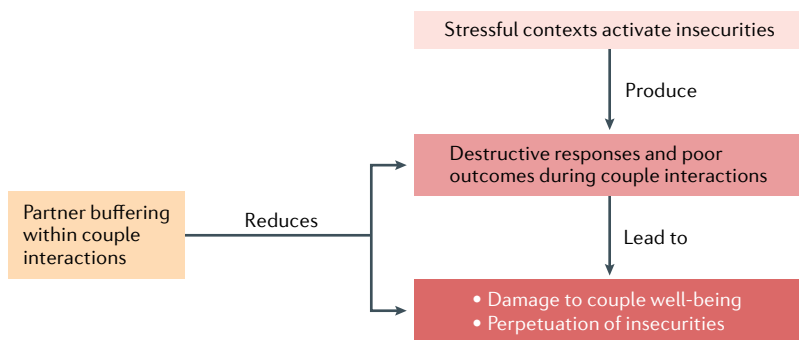 Stressful contexts activate insecurities
Produce
Destructive responses and poor
outcomes during couple interactions
Partner buffering
within couple
interactions
Reduces
Lead to
• Damage to couple well-being
• Perpetuation of insecurities